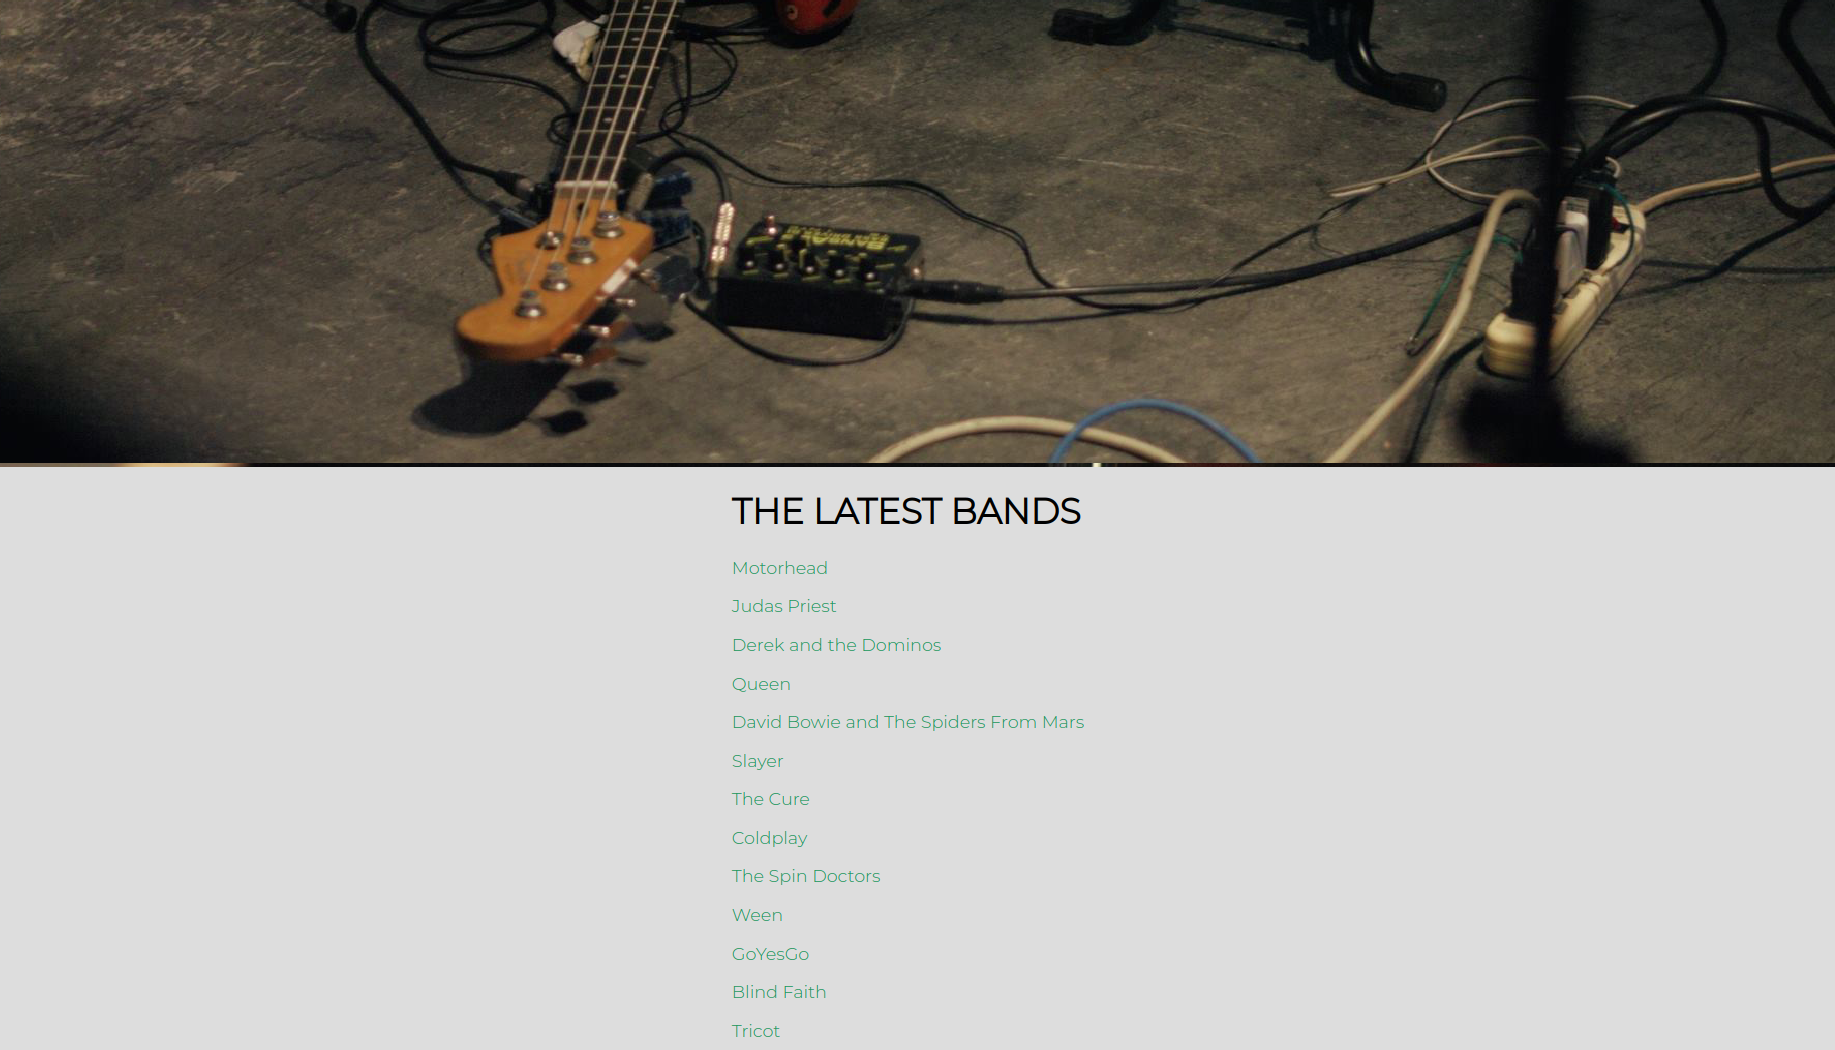 THE LATEST BANDS
Motorhead
Judas Priest
Derek and the Dominos
Queen
David Bowie and The Spiders From Mars
Slayer
The Cure
Coldplay
The Spin Doctors
Ween
GoYesGo
Blind Faith
Tricot